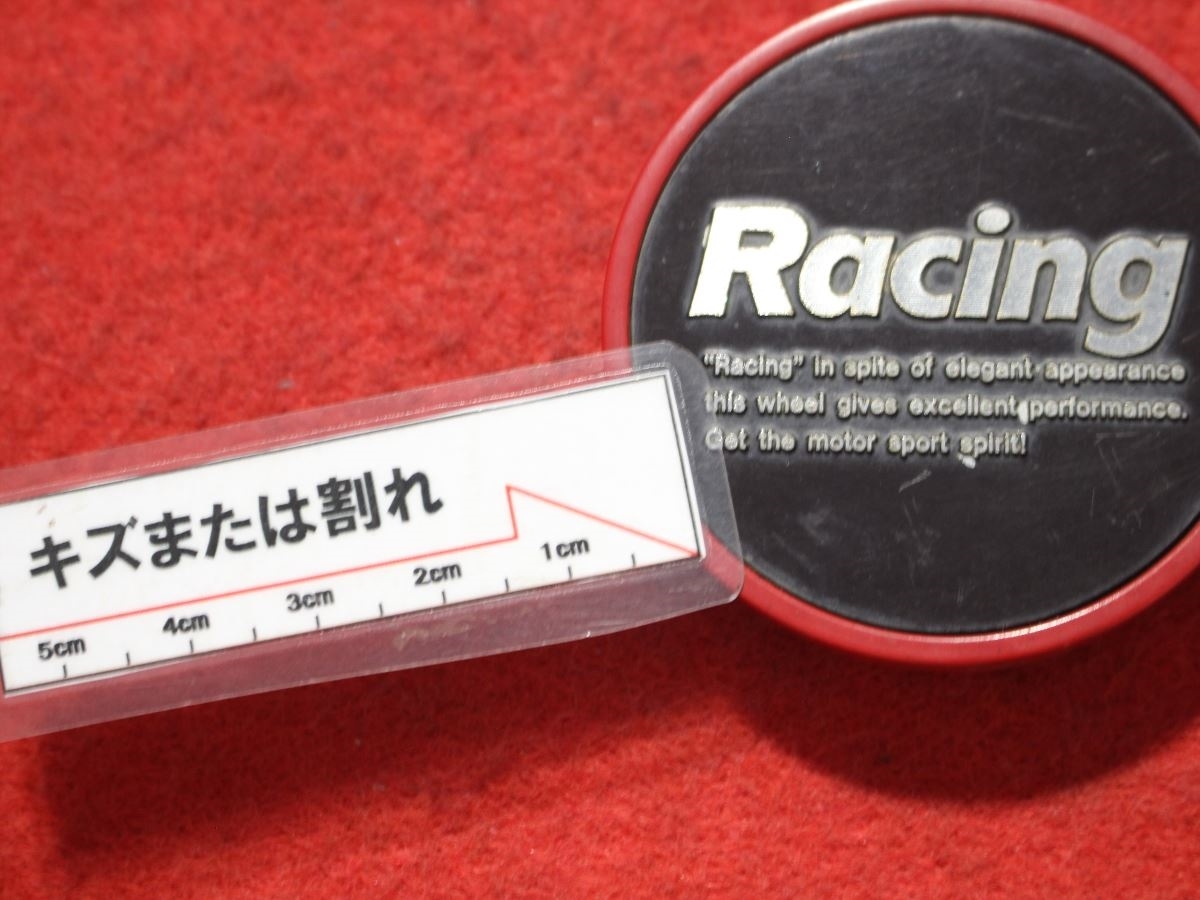 Racing
“Racing” in spite of elegant appearance
this wheel gives excellent performance.
Get the motor sport spirit!
キズまたは割れ
5cm 4cm 3cm 2cm 1cm